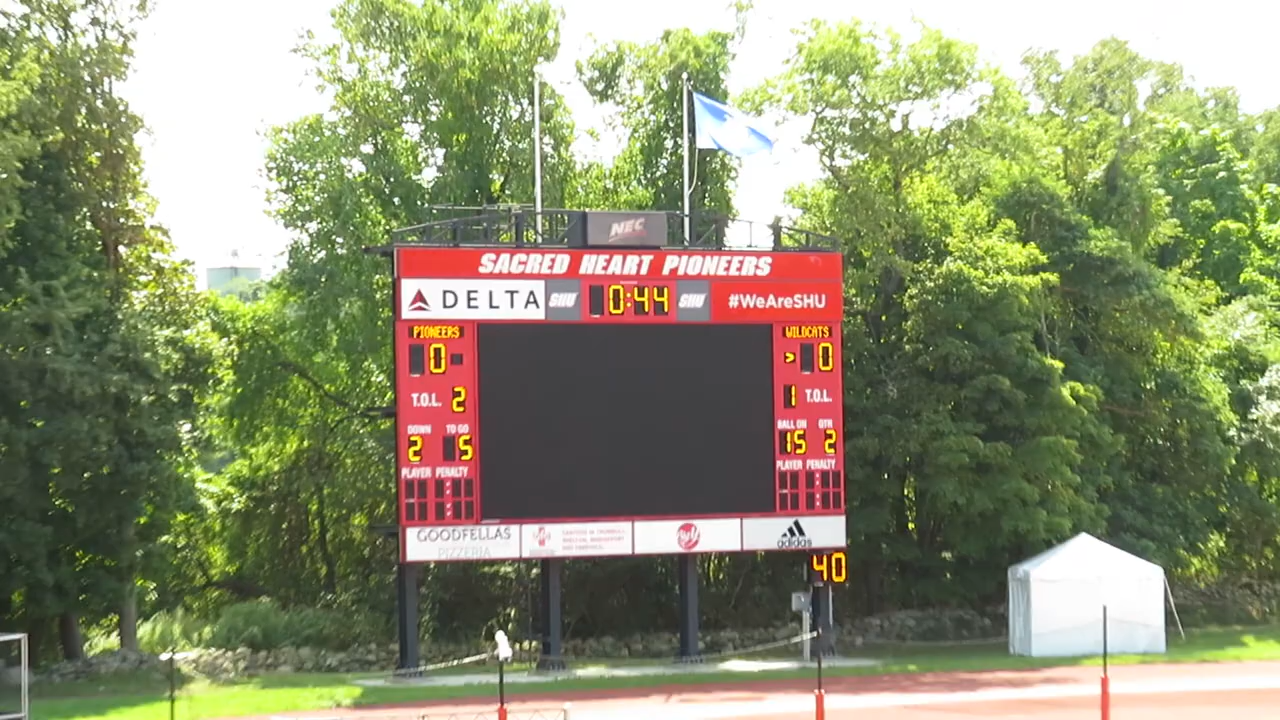 NEC
SACRED HEART PIONEERS
DELTA SHU 0:44 SHU #WeAreSHU
PIONEERS
0
T.O.L. 2
DOWN TO GO
2 5
PLAYER PENALTY
WILDCATS
> 0
1 T.O.L.
BALL ON QTR
15 2
PLAYER PENALTY
GOODFELLAS
PIZZERIA
adidas
40